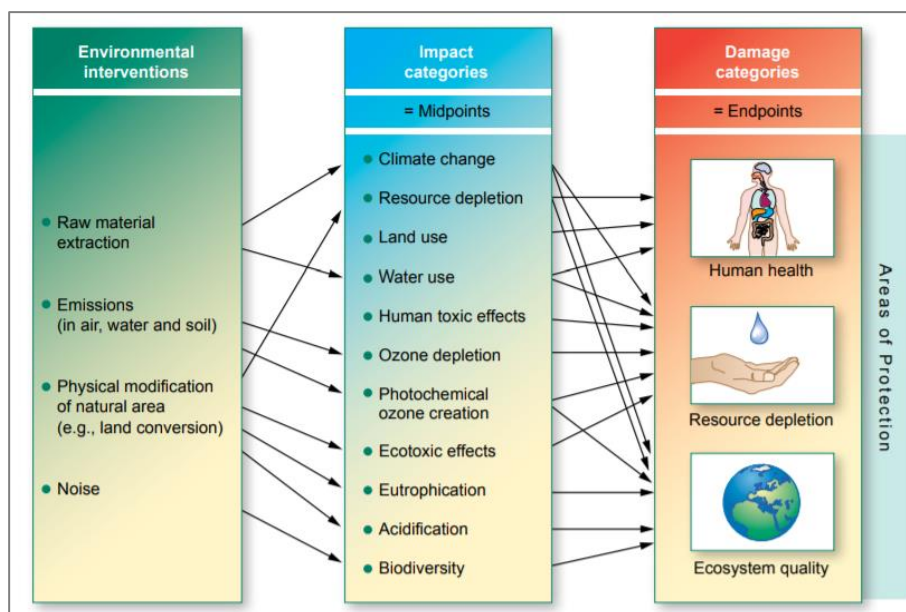 Environmental
interventions
Raw material
extraction
Emissions
(in air, water and soil)
Physical modification
of natural area
(e.g., land conversion)
Noise
Impact
categories
= Midpoints
Climate change
Resource depletion
Land use
Water use
Human toxic effects
Ozone depletion
Photochemical
ozone creation
Ecotoxic effects
Eutrophication
Acidification
Biodiversity
Damage
categories
= Endpoints
Human health
Resource depletion
Ecosystem quality
Areas of Protection